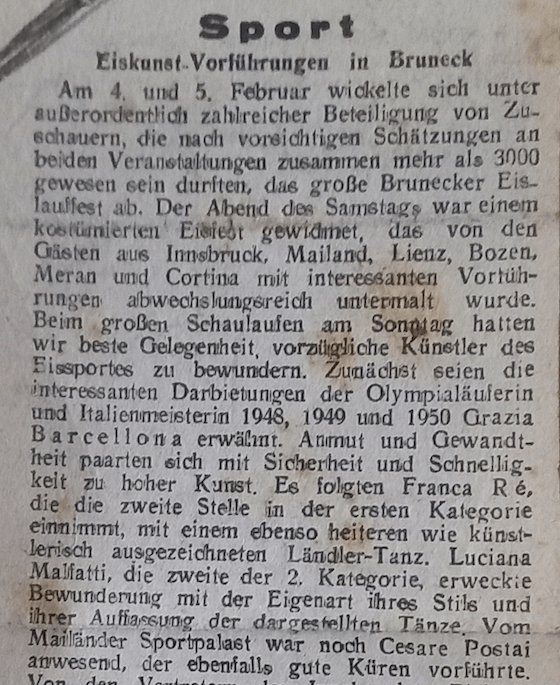 Sport
Eiskunst-Vorführungen in Bruneck
Am 4. und 5. Februar wickelte sich unter
außerordentlich zahlreicher Beteiligung von Zu-
schauern, die nach vorsichtigen Schätzungen an
beiden Veranstaltungen zusammen mehr als 3000
gewesen sein durften, das große Brunecker Eis-
lauffest ab. Der Abend des Samstags war einem
kostümierten Eisfest gewidmet, das von den
Gästen aus Innsbruck, Mailand, Lienz, Bozen,
Meran und Cortina mit interessanten Vorfüh-
rungen abwechslungsreich untermalt wurde.
Beim großen Schaulaufen am Sonntag hatten
wir beste Gelegenheit, vorzügliche Künstler des
Eissportes zu bewundern. Zunächst seien die
interessanten Darbietungen der Olympialäuferin
und Italienmeisterin 1948, 1949 und 1950 Grazia
Barcellona erwähnt. Anmut und Gewandt-
heit paarten sich mit Sicherheit und Schnellig-
keit zu hoher Kunst. Es folgten Franca Ré,
die die zweite Stelle in der ersten Kategorie
einnimmt, mit einem ebenso heiteren wie künst-
lerisch ausgezeichneten Ländler-Tanz. Luciana
Malfatti, die zweite der 2. Kategorie, erweckte
Bewunderung mit der Eigenart ihres Stils und
ihrer Auffassung der dargestellten Tänze. Vom
Mailänder Sportpalast war noch Cesare Postai
anwesend, der ebenfalls gute Küren vorführte.
Von den